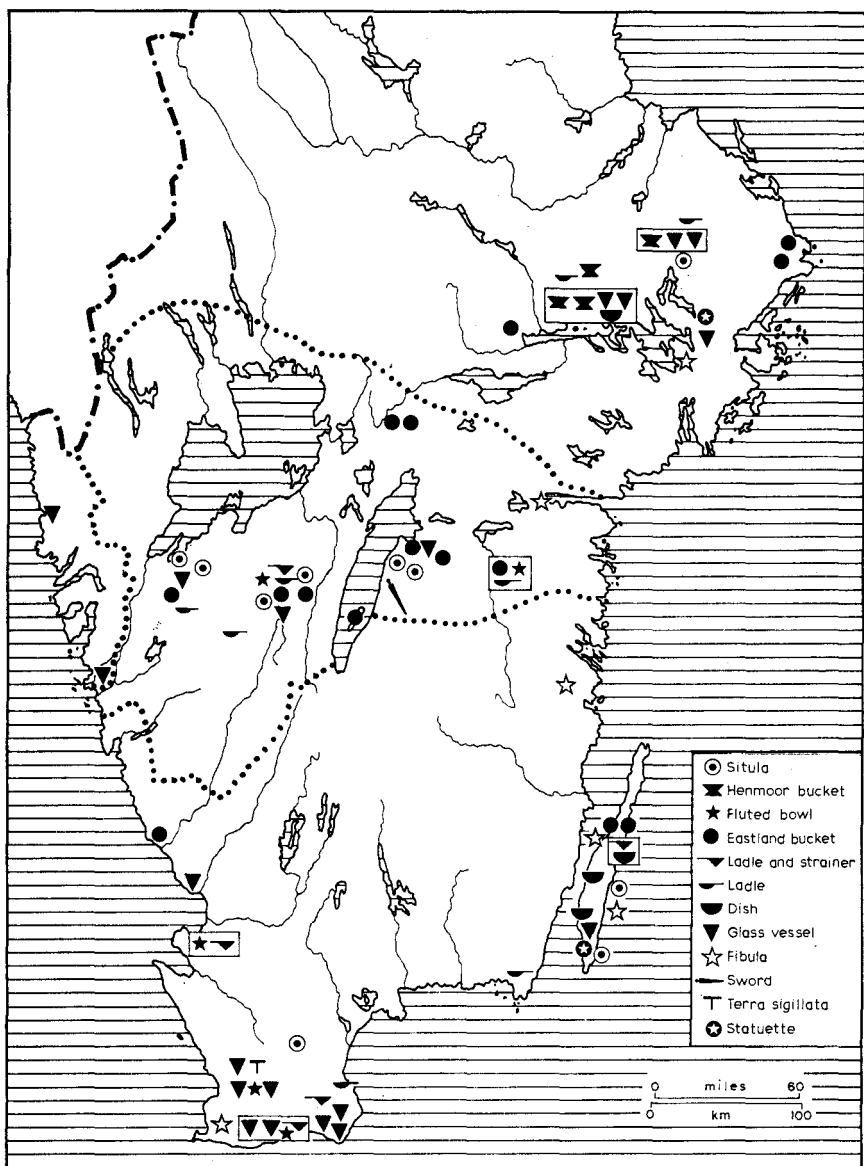 Situla
Henmoor bucket
Fluted bowl
Eastland bucket
Ladle and strainer
Ladle
Dish
Glass vessel
Fibula
Sword
Terra sigillata
Statuette
0 miles 60
0 km 100